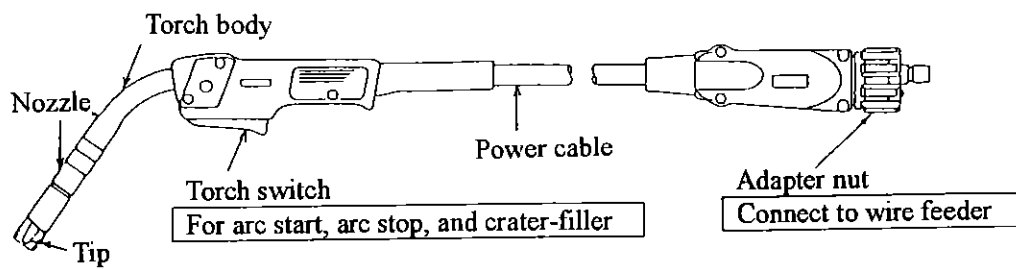 Torch body
Nozzle
Power cable
Torch switch
For arc start, arc stop, and crater-filler
Adapter nut
Connect to wire feeder
Tip